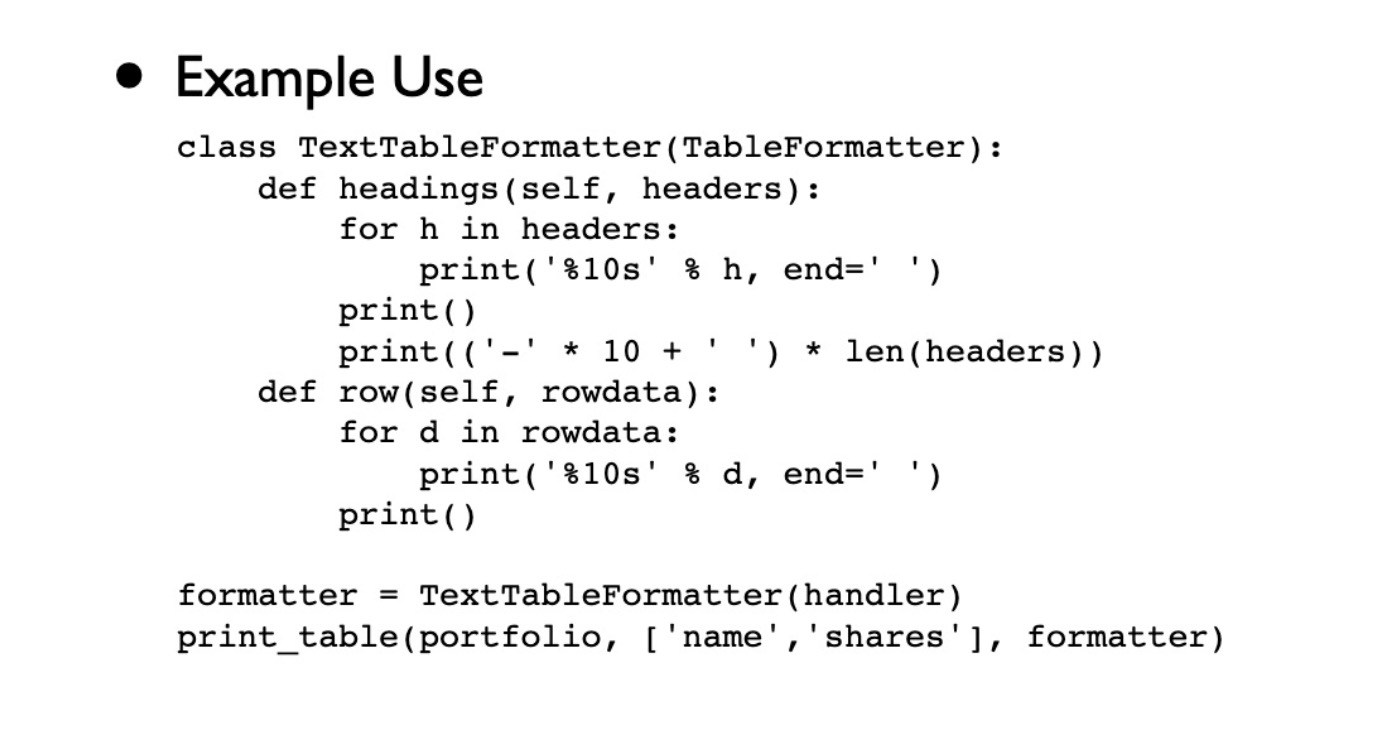 • Example Use
class TextTableFormatter(TableFormatter):
    def headings(self, headers):
        for h in headers:
            print('%10s' % h, end=' ')
        print()
        print(('-' * 10 + ' ') * len(headers))
    def row(self, rowdata):
        for d in rowdata:
            print('%10s' % d, end=' ')
        print()

formatter = TextTableFormatter(handler)
print_table(portfolio, ['name','shares'], formatter)